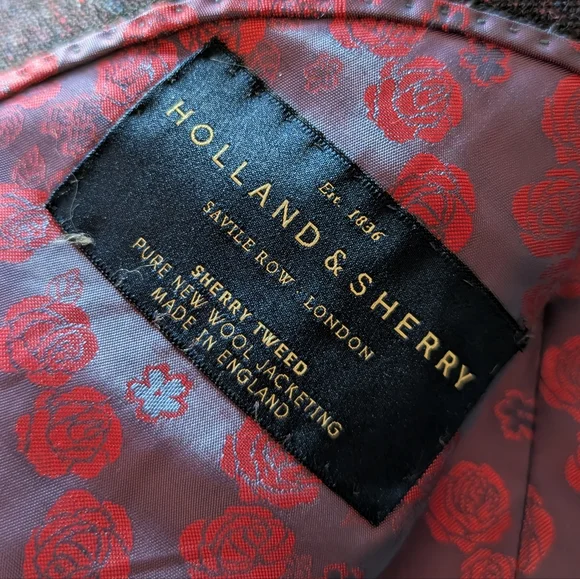 HOLLAND & SHERRY
Est. 1836
SAVILE ROW · LONDON
SHERRY TWEED
PURE NEW WOOL JACKETING
MADE IN ENGLAND